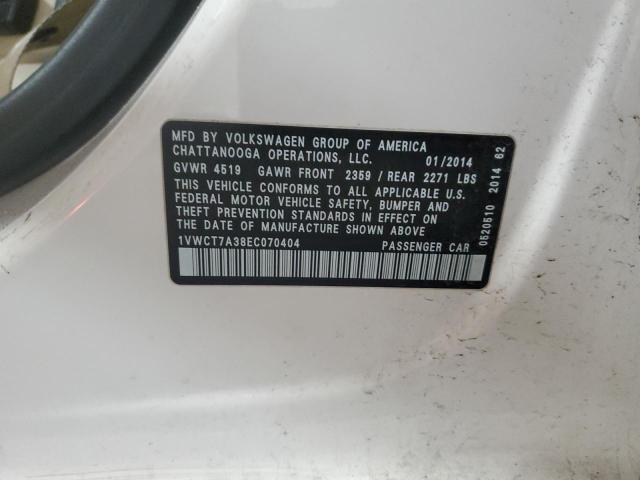 MFD BY VOLKSWAGEN GROUP OF AMERICA
CHATTANOOGA OPERATIONS, LLC. 01/2014
GVWR 4519 GAWR FRONT 2359 / REAR 2271 LBS
THIS VEHICLE CONFORMS TO ALL APPLICABLE U.S.
FEDERAL MOTOR VEHICLE SAFETY, BUMPER AND
THEFT PREVENTION STANDARDS IN EFFECT ON
THE DATE OF MANUFACTURE SHOWN ABOVE.
1VWCT7A38EC070404 PASSENGER CAR
0520510 2014 62